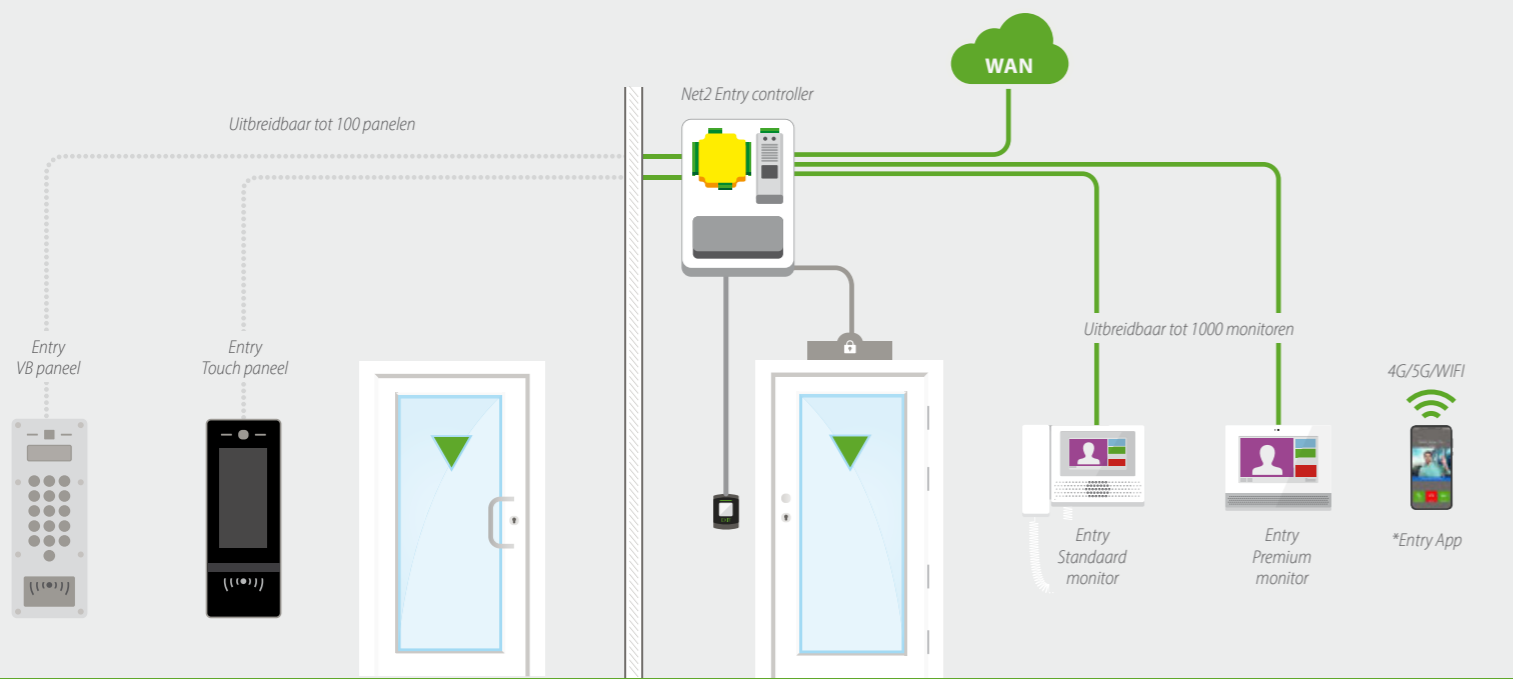 WAN
Net2 Entry controller
Uitbreidbaar tot 100 panelen
Uitbreidbaar tot 1000 monitoren
Entry
VB paneel
Entry
Touch paneel
4G/5G/WIFI
Entry
Standaard
monitor
Entry
Premium
monitor
*Entry App